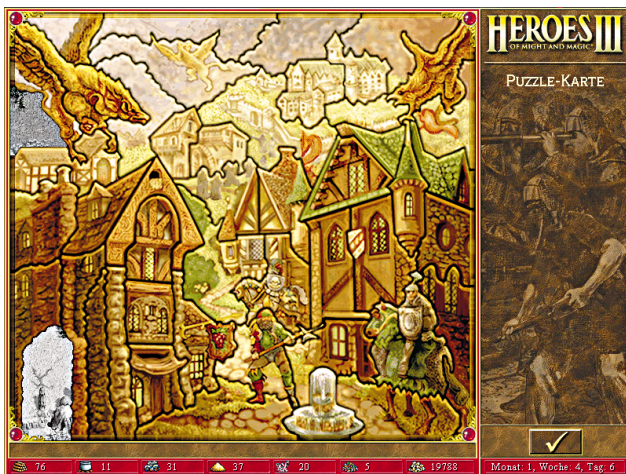 HEROES III
OF MIGHT AND MAGIC
PUZZLE-KARTE
76 11 31 37 20 5 19788 Monat: 1, Woche: 4, Tag: 6